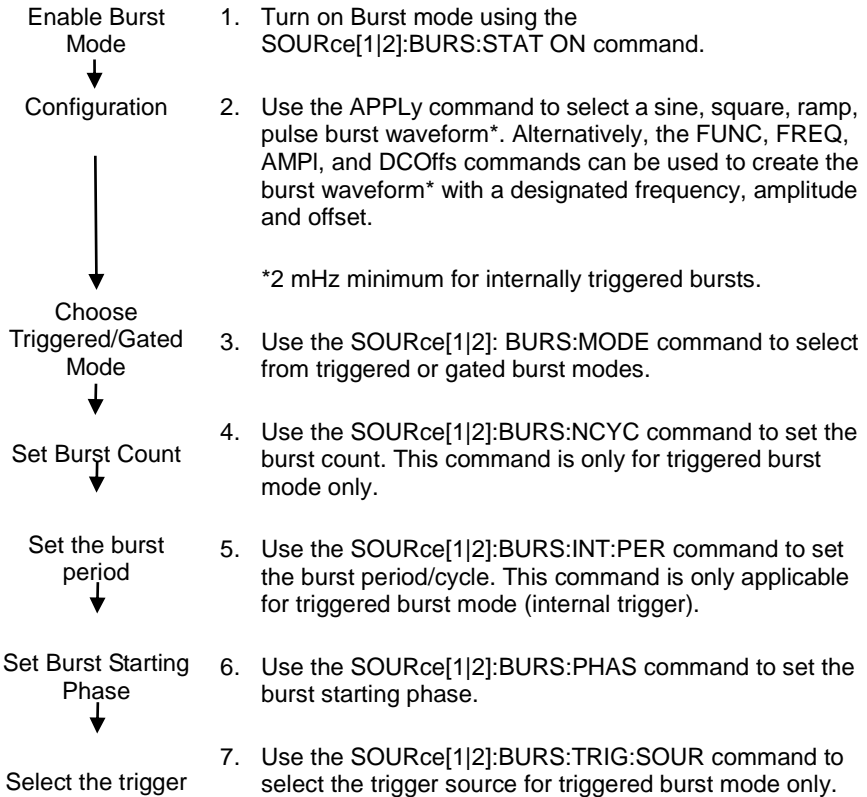 Enable Burst
Mode
1. Turn on Burst mode using the
SOURce[1|2]:BURS:STAT ON command.
Configuration
2. Use the APPLy command to select a sine, square, ramp,
pulse burst waveform*. Alternatively, the FUNC, FREQ,
AMPl, and DCOffs commands can be used to create the
burst waveform* with a designated frequency, amplitude
and offset.
*2 mHz minimum for internally triggered bursts.
Choose
Triggered/Gated
Mode
3. Use the SOURce[1|2]: BURS:MODE command to select
from triggered or gated burst modes.
Set Burst Count
4. Use the SOURce[1|2]:BURS:NCYC command to set the
burst count. This command is only for triggered burst
mode only.
Set the burst
period
5. Use the SOURce[1|2]:BURS:INT:PER command to set
the burst period/cycle. This command is only applicable
for triggered burst mode (internal trigger).
Set Burst Starting
Phase
6. Use the SOURce[1|2]:BURS:PHAS command to set the
burst starting phase.
Select the trigger
7. Use the SOURce[1|2]:BURS:TRIG:SOUR command to
select the trigger source for triggered burst mode only.